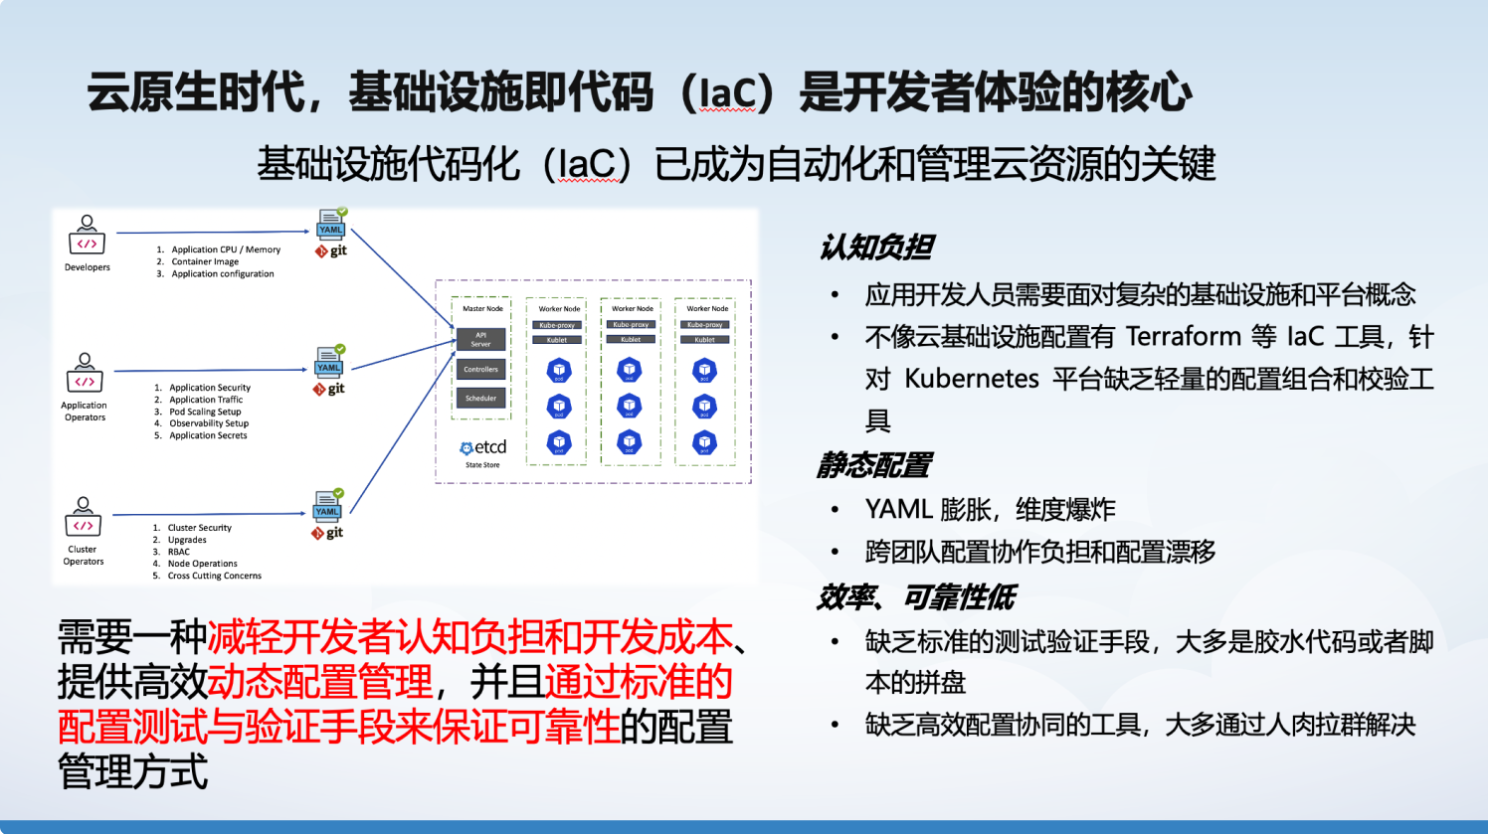 云原生时代，基础设施即代码（IaC）是开发者体验的核心
基础设施代码化（IaC）已成为自动化和管理云资源的关键
</>
Developers
1. Application CPU / Memory
2. Container Image
3. Application configuration
YAML
git
</>
Application
Operators
1. Application Security
2. Application Traffic
3. Pod Scaling Setup
4. Observability Setup
5. Application Secrets
YAML
git
</>
Cluster
Operators
1. Cluster Security
2. Upgrades
3. RBAC
4. Node Operations
5. Cross Cutting Concerns
YAML
git
Master Node
API
Server
Controllers
Scheduler
etcd
State Store
Worker Node
Kube-proxy
Kublet
pod
pod
pod
Worker Node
Kube-proxy
Kublet
pod
pod
pod
Worker Node
Kube-proxy
Kublet
pod
pod
pod
需要一种减轻开发者认知负担和开发成本、
提供高效动态配置管理，并且通过标准的
配置测试与验证手段来保证可靠性的配置
管理方式
认知负担
• 应用开发人员需要面对复杂的基础设施和平台概念
• 不像云基础设施配置有 Terraform 等 IaC 工具，针
对 Kubernetes 平台缺乏轻量的配置组合和校验工
具
静态配置
• YAML 膨胀，维度爆炸
• 跨团队配置协作负担和配置漂移
效率、可靠性低
• 缺乏标准的测试验证手段，大多是胶水代码或者脚
本的拼盘
• 缺乏高效配置协同的工具，大多通过人肉拉群解决